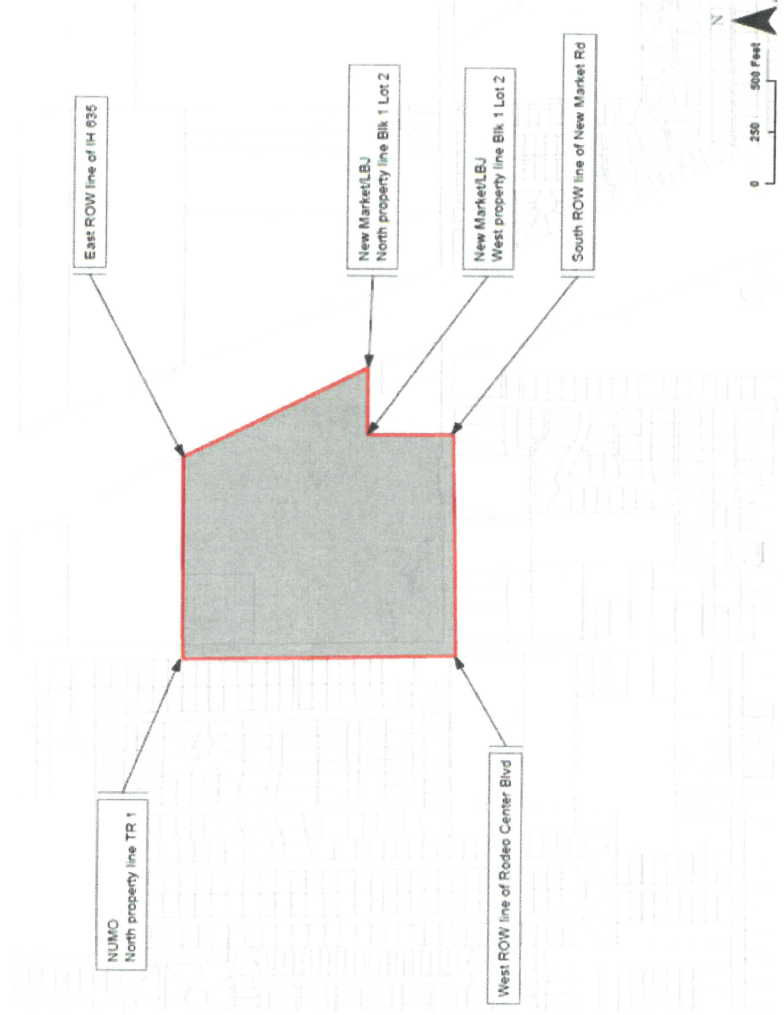 NUMO
North property line TR 1
East ROW line of IH 635
New Market/LBJ
North property line Blk 1 Lot 2
New Market/LBJ
West property line Blk 1 Lot 2
South ROW line of New Market Rd
West ROW line of Rodeo Center Blvd
N
0 250 500 Feet